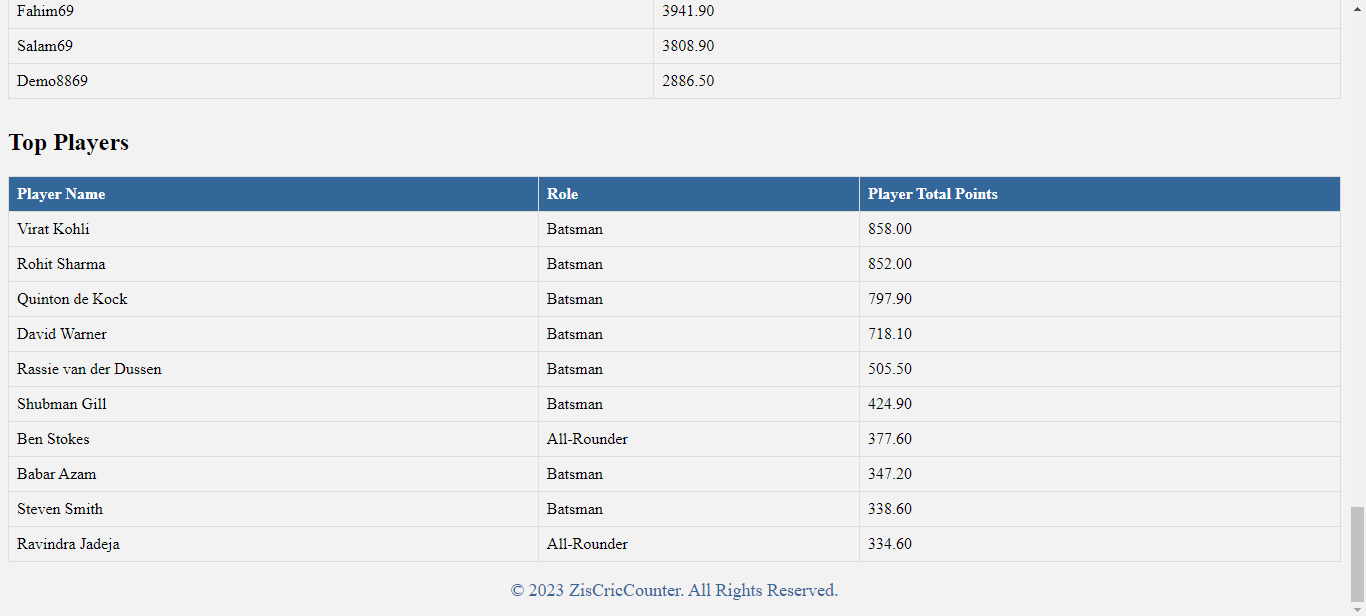 Fahim69 3941.90
Salam69 3808.90
Demo8869 2886.50
Top Players
Player Name Role Player Total Points
Virat Kohli Batsman 858.00
Rohit Sharma Batsman 852.00
Quinton de Kock Batsman 797.90
David Warner Batsman 718.10
Rassie van der Dussen Batsman 505.50
Shubman Gill Batsman 424.90
Ben Stokes All-Rounder 377.60
Babar Azam Batsman 347.20
Steven Smith Batsman 338.60
Ravindra Jadeja All-Rounder 334.60
© 2023 ZisCricCounter. All Rights Reserved.